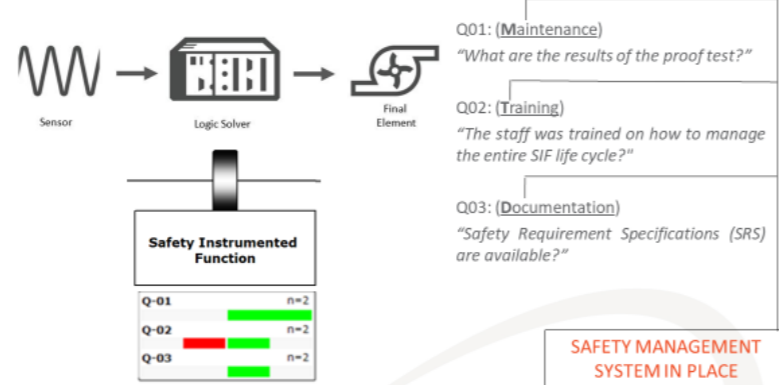 Sensor
Logic Solver
Final
Element
Safety Instrumented
Function
Q-01 n=2
Q-02 n=2
Q-03 n=2
Q01: (Maintenance)
“What are the results of the proof test?”
Q02: (Training)
“The staff was trained on how to manage
the entire SIF life cycle?"
Q03: (Documentation)
“Safety Requirement Specifications (SRS)
are available?”
SAFETY MANAGEMENT
SYSTEM IN PLACE